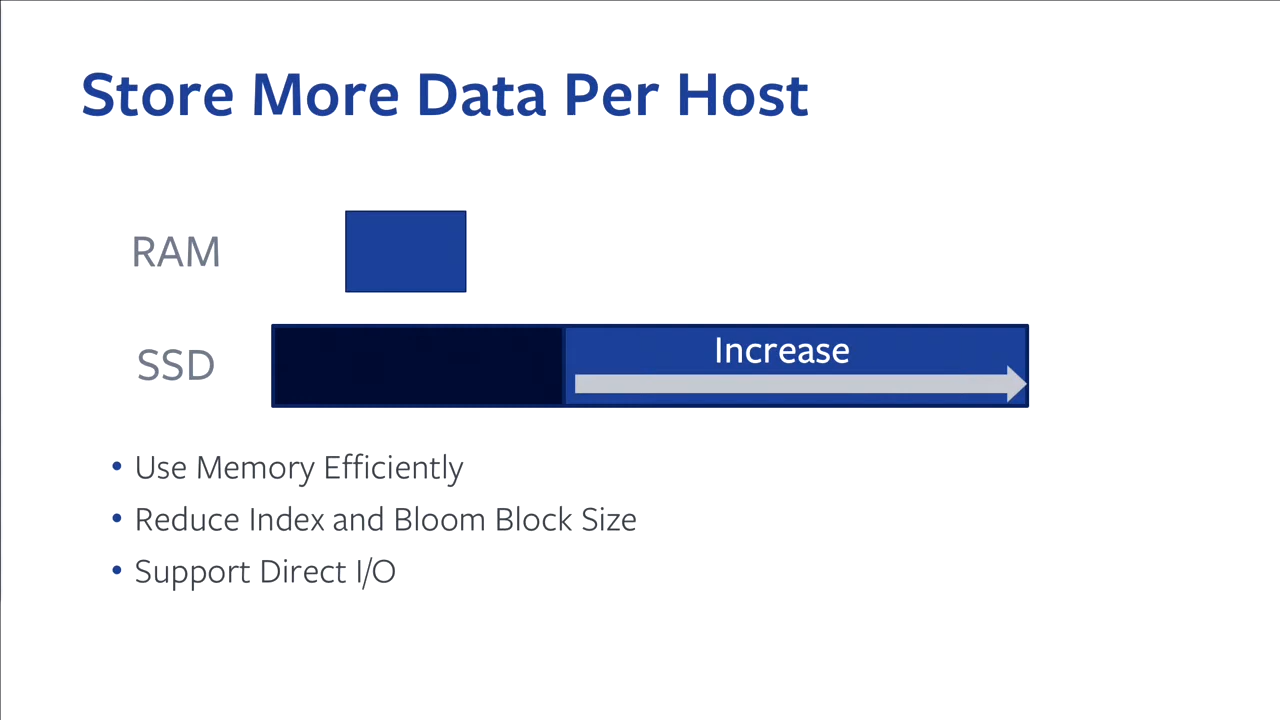 Store More Data Per Host
RAM
SSD
Increase
• Use Memory Efficiently
• Reduce Index and Bloom Block Size
• Support Direct I/O